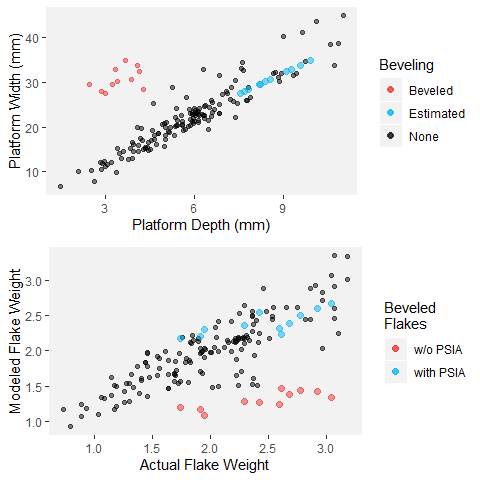 Platform Width (mm)
40
30
20
10
3
6
9
Platform Depth (mm)
Beveling
Beveled
Estimated
None
Modeled Flake Weight
3.0
2.5
2.0
1.5
1.0
1.0
1.5
2.0
2.5
3.0
Actual Flake Weight
Beveled
Flakes
w/o PSIA
with PSIA